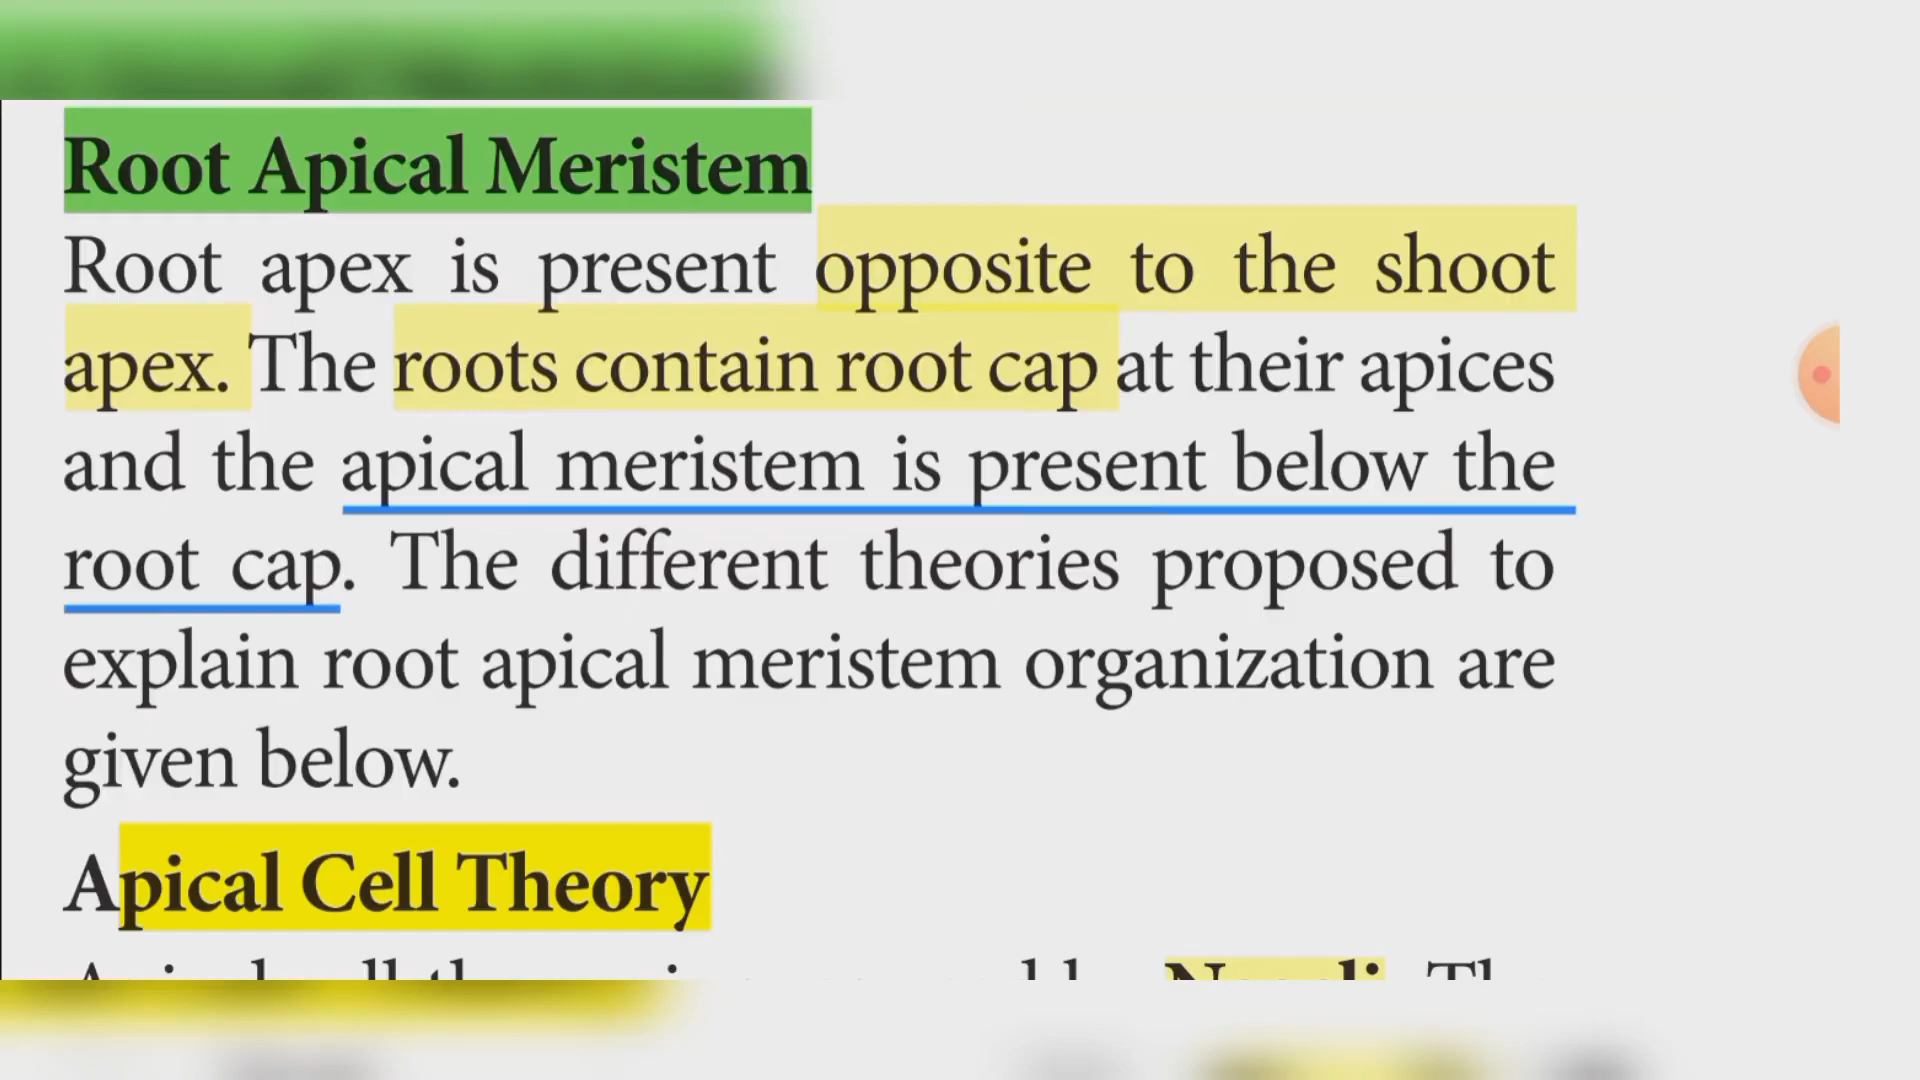 Root Apical Meristem
Root apex is present opposite to the shoot
apex. The roots contain root cap at their apices
and the apical meristem is present below the
root cap. The different theories proposed to
explain root apical meristem organization are
given below.
Apical Cell Theory